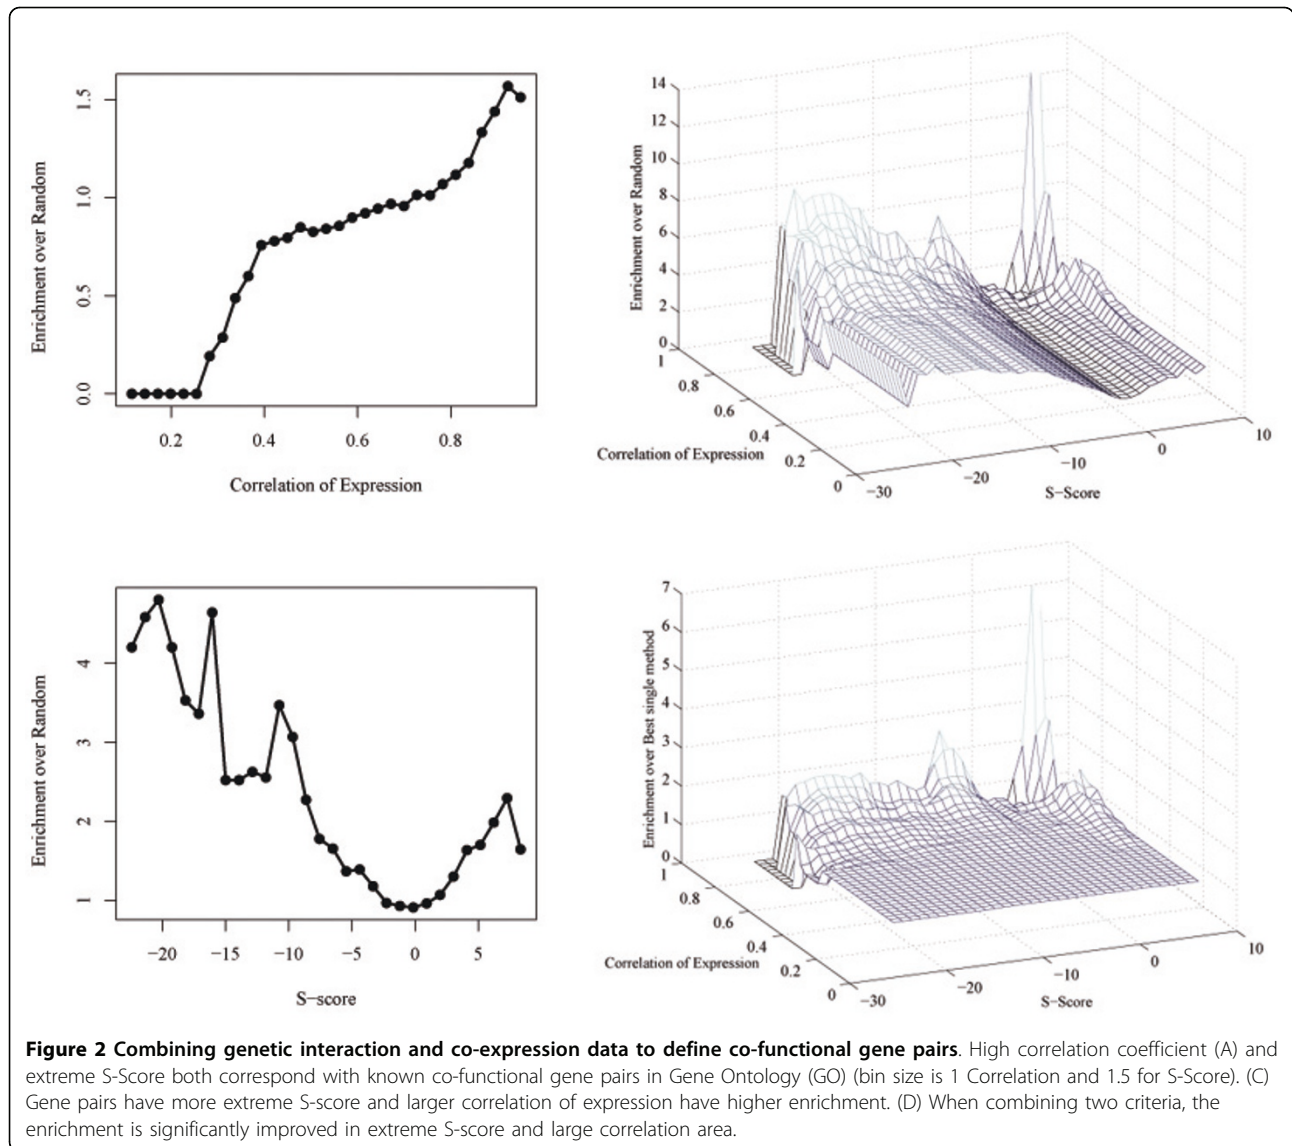 1.5
1.0
0.5
0.0
Enrichment over Random
0.2 0.4 0.6 0.8
Correlation of Expression
14
12
10
8
6
4
2
0
Enrichment over Random
1
0.8
0.6
0.4
0.2
0
Correlation of Expression
−30 −20 −10 0 10
S−Score
4
3
2
1
Enrichment over Random
−20 −15 −10 −5 0 5
S−score
7
6
5
4
3
2
1
0
Enrichment over Best single method
1
0.8
0.6
0.4
0.2
0
Correlation of Expression
−30 −20 −10 0 10
S−Score
Figure 2 Combining genetic interaction and co-expression data to define co-functional gene pairs. High correlation coefficient (A) and
extreme S-Score both correspond with known co-functional gene pairs in Gene Ontology (GO) (bin size is 1 Correlation and 1.5 for S-Score). (C)
Gene pairs have more extreme S-score and larger correlation of expression have higher enrichment. (D) When combining two criteria, the
enrichment is significantly improved in extreme S-score and large correlation area.